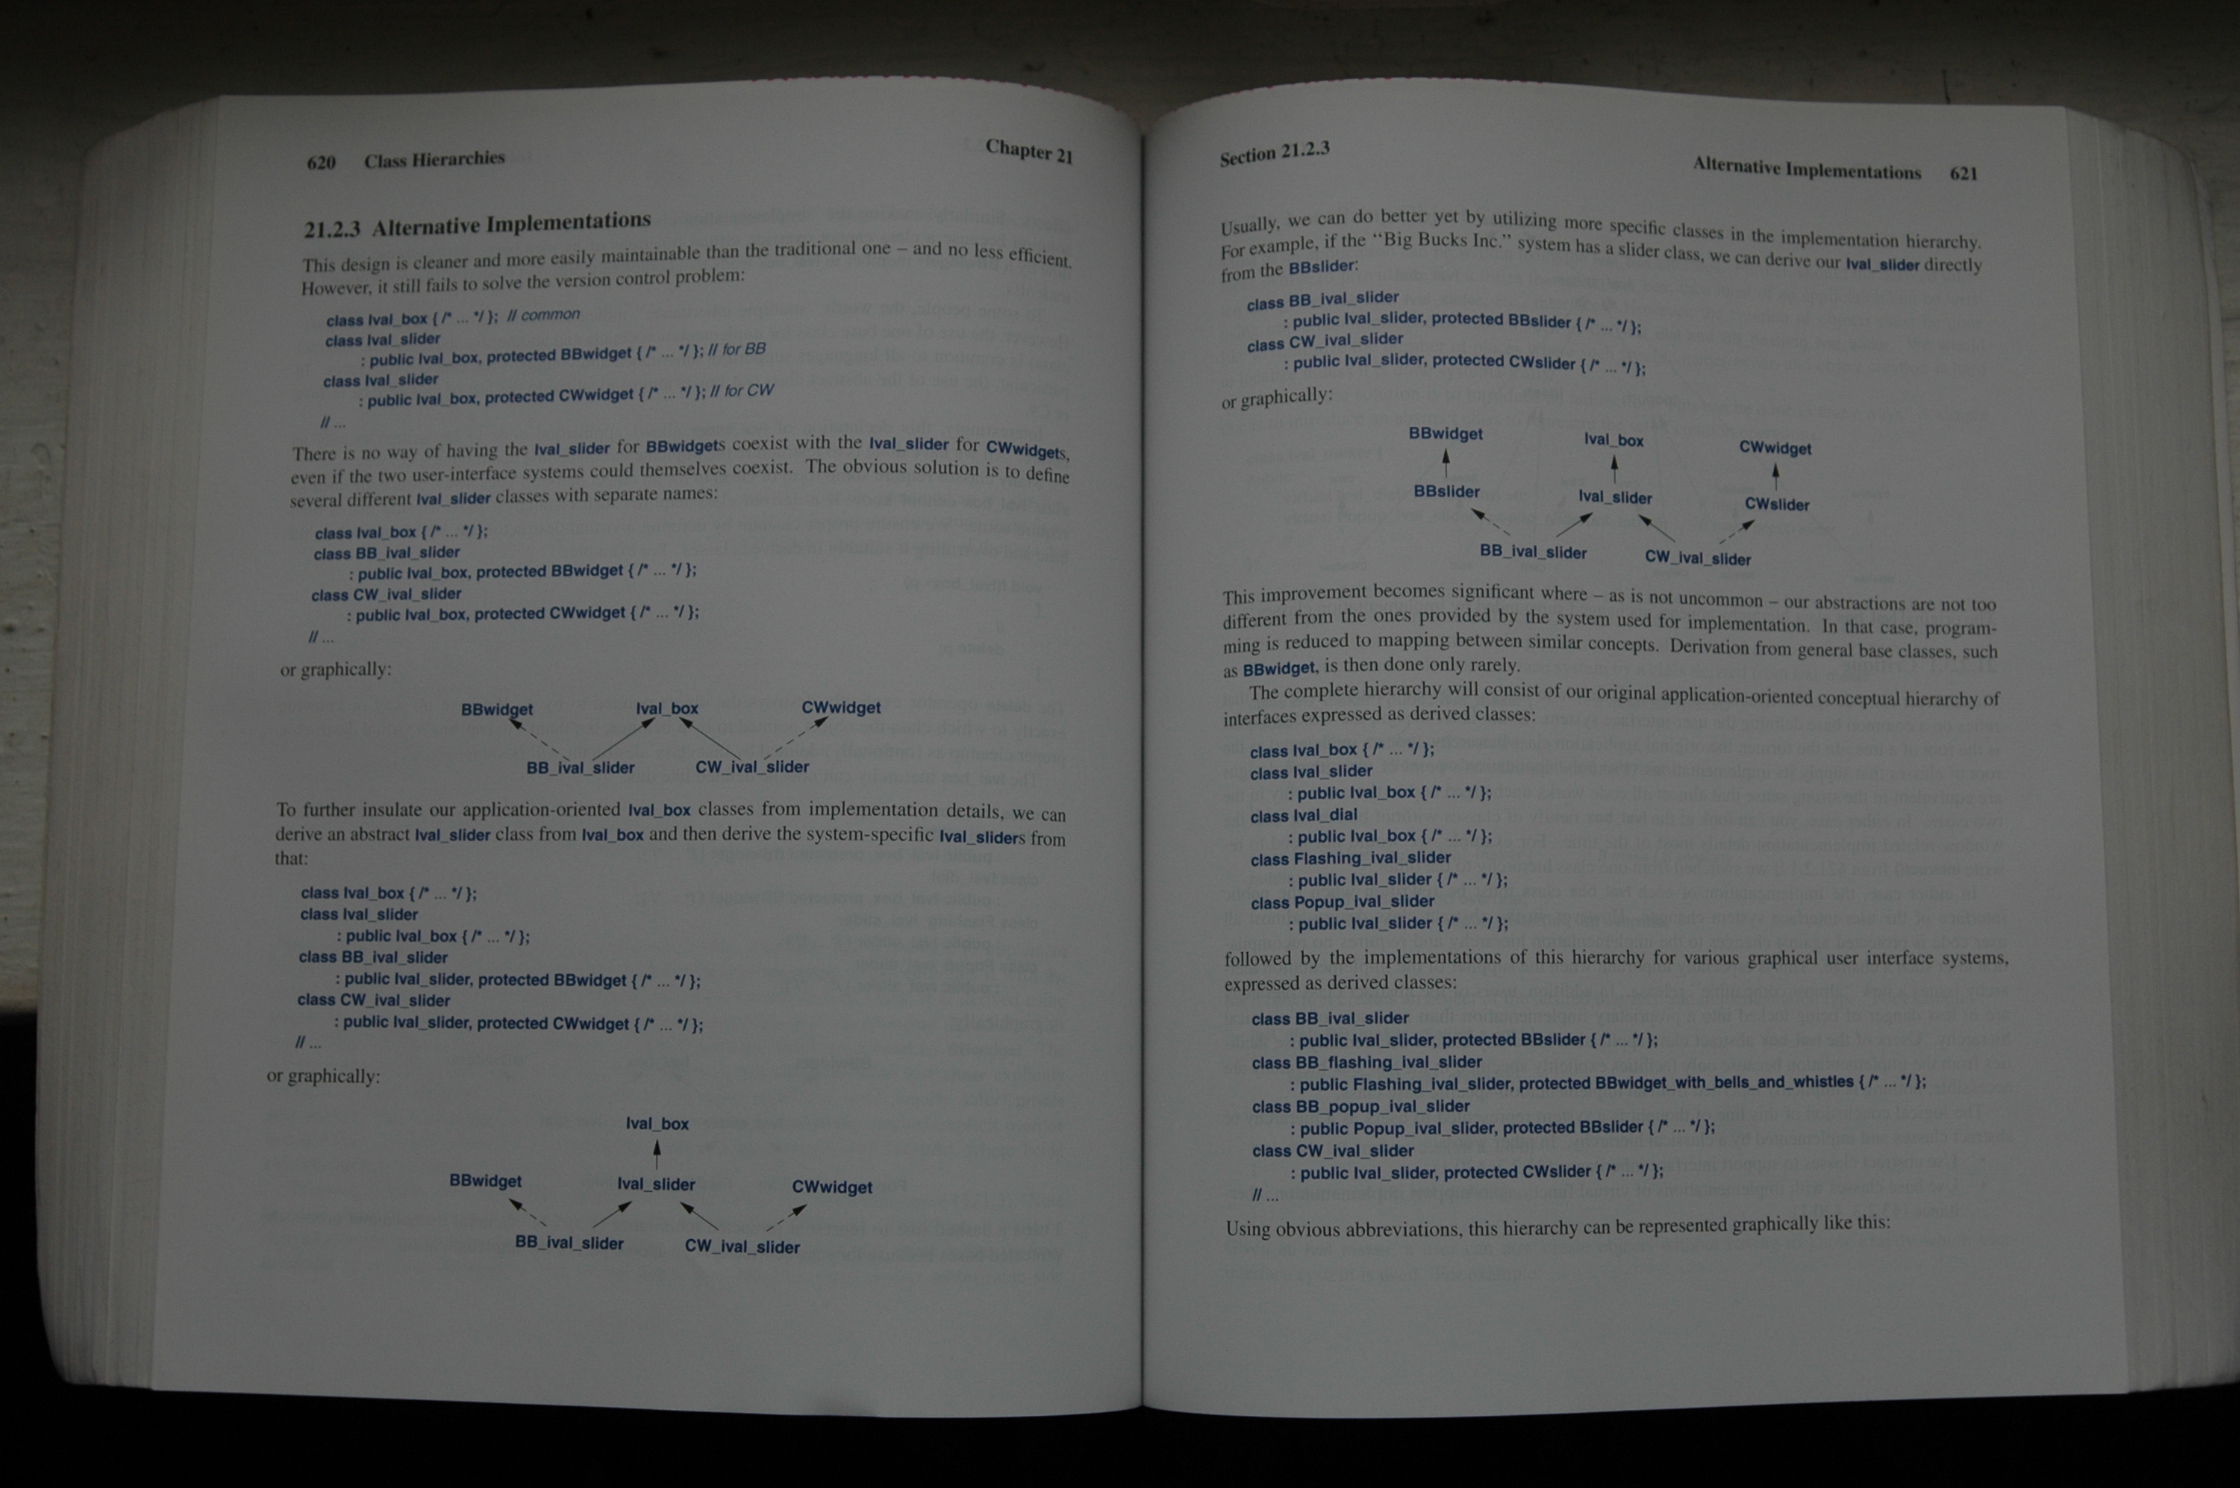 620 Class Hierarchies Chapter 21
21.2.3 Alternative Implementations
This design is cleaner and more easily maintainable than the traditional one – and no less efficient.
However, it still fails to solve the version control problem:
class Ival_box { /* ... */ }; // common
class Ival_slider
: public Ival_box, protected BBwidget { /* ... */ }; // for BB
class Ival_slider
: public Ival_box, protected CWwidget { /* ... */ }; // for CW
// ...
There is no way of having the Ival_slider for BBwidgets coexist with the Ival_slider for CWwidgets,
even if the two user-interface systems could themselves coexist. The obvious solution is to define
several different Ival_slider classes with separate names:
class Ival_box { /* ... */ };
class BB_ival_slider
: public Ival_box, protected BBwidget { /* ... */ };
class CW_ival_slider
: public Ival_box, protected CWwidget { /* ... */ };
// ...
or graphically:
BBwidget Ival_box CWwidget
BB_ival_slider CW_ival_slider
To further insulate our application-oriented Ival_box classes from implementation details, we can
derive an abstract Ival_slider class from Ival_box and then derive the system-specific Ival_sliders from
that:
class Ival_box { /* ... */ };
class Ival_slider
: public Ival_box { /* ... */ };
class BB_ival_slider
: public Ival_slider, protected BBwidget { /* ... */ };
class CW_ival_slider
: public Ival_slider, protected CWwidget { /* ... */ };
// ...
or graphically:
Ival_box
BBwidget Ival_slider CWwidget
BB_ival_slider CW_ival_slider
Section 21.2.3 Alternative Implementations 621
Usually, we can do better yet by utilizing more specific classes in the implementation hierarchy.
For example, if the "Big Bucks Inc." system has a slider class, we can derive our Ival_slider directly
from the BBslider:
class BB_ival_slider
: public Ival_slider, protected BBslider { /* ... */ };
class CW_ival_slider
: public Ival_slider, protected CWslider { /* ... */ };
or graphically:
BBwidget Ival_box CWwidget
BBslider Ival_slider CWslider
BB_ival_slider CW_ival_slider
This improvement becomes significant where – as is not uncommon – our abstractions are not too
different from the ones provided by the system used for implementation. In that case, program-
ming is reduced to mapping between similar concepts. Derivation from general base classes, such
as BBwidget, is then done only rarely.
The complete hierarchy will consist of our original application-oriented conceptual hierarchy of
interfaces expressed as derived classes:
class Ival_box { /* ... */ };
class Ival_slider
: public Ival_box { /* ... */ };
class Ival_dial
: public Ival_box { /* ... */ };
class Flashing_ival_slider
: public Ival_slider { /* ... */ };
class Popup_ival_slider
: public Ival_slider { /* ... */ };
followed by the implementations of this hierarchy for various graphical user interface systems,
expressed as derived classes:
class BB_ival_slider
: public Ival_slider, protected BBslider { /* ... */ };
class BB_flashing_ival_slider
: public Flashing_ival_slider, protected BBwidget_with_bells_and_whistles { /* ... */ };
class BB_popup_ival_slider
: public Popup_ival_slider, protected BBslider { /* ... */ };
class CW_ival_slider
: public Ival_slider, protected CWslider { /* ... */ };
// ...
Using obvious abbreviations, this hierarchy can be represented graphically like this: